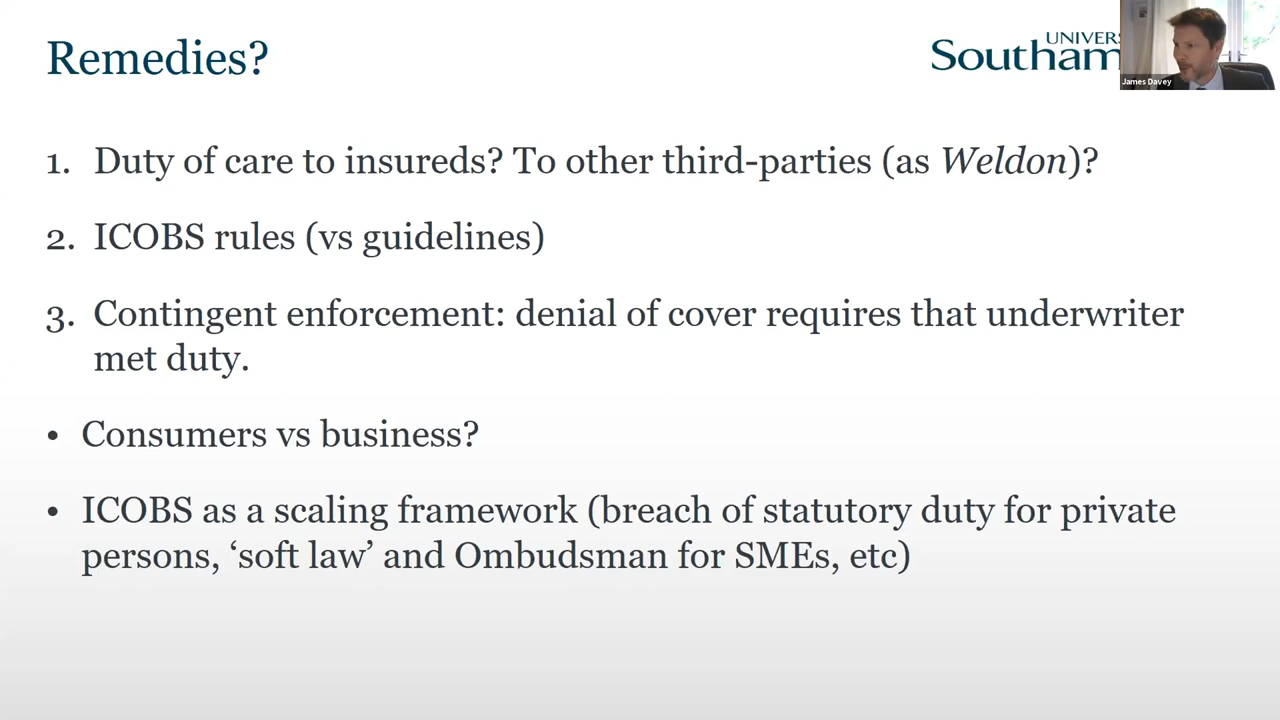 Remedies?
UNIVERS
Southam
James Davey
1. Duty of care to insureds? To other third-parties (as Weldon)?
2. ICOBS rules (vs guidelines)
3. Contingent enforcement: denial of cover requires that underwriter
met duty.
• Consumers vs business?
• ICOBS as a scaling framework (breach of statutory duty for private
persons, ‘soft law’ and Ombudsman for SMEs, etc)